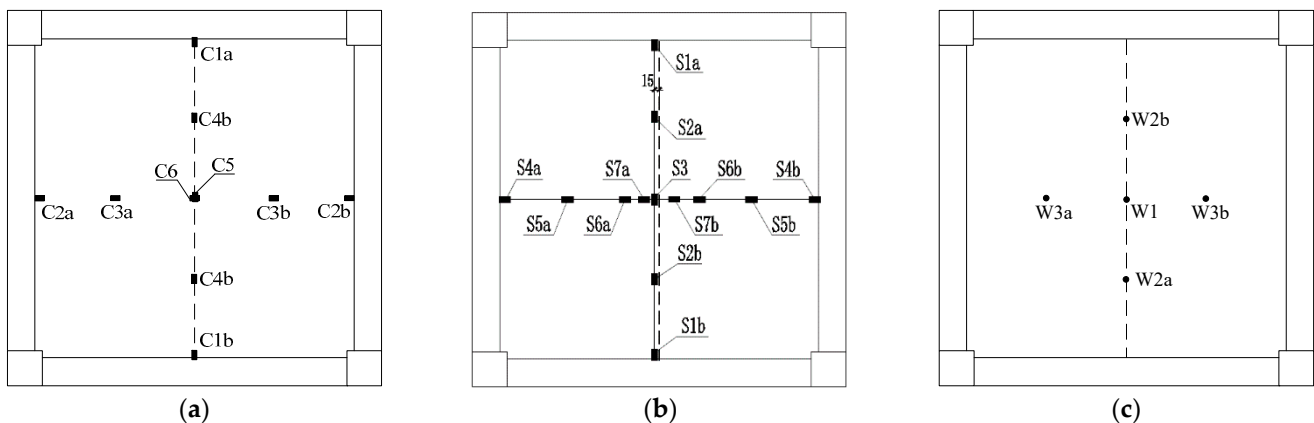 C1a
C4b
C6 C5
C2a C3a C3b C2b
C4b
C1b
(a)
S1a
15
S2a
S4a S7a S3 S6b S4b
S5a S6a S7b S5b
S2b
S1b
(b)
W2b
W3a W1 W3b
W2a
(c)